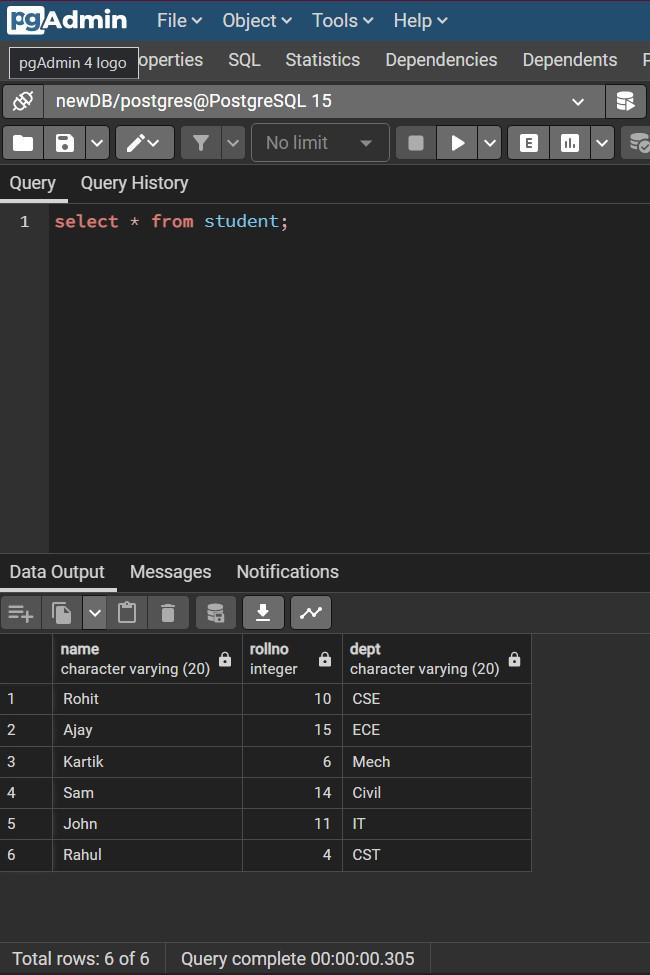 pgAdmin File Object Tools Help
pgAdmin 4 logo operties SQL Statistics Dependencies Dependents P
newDB/postgres@PostgreSQL 15
No limit E
Query Query History
1 select * from student;
Data Output Messages Notifications
name rollno dept
character varying (20) integer character varying (20)
1 Rohit 10 CSE
2 Ajay 15 ECE
3 Kartik 6 Mech
4 Sam 14 Civil
5 John 11 IT
6 Rahul 4 CST
Total rows: 6 of 6 Query complete 00:00:00.305